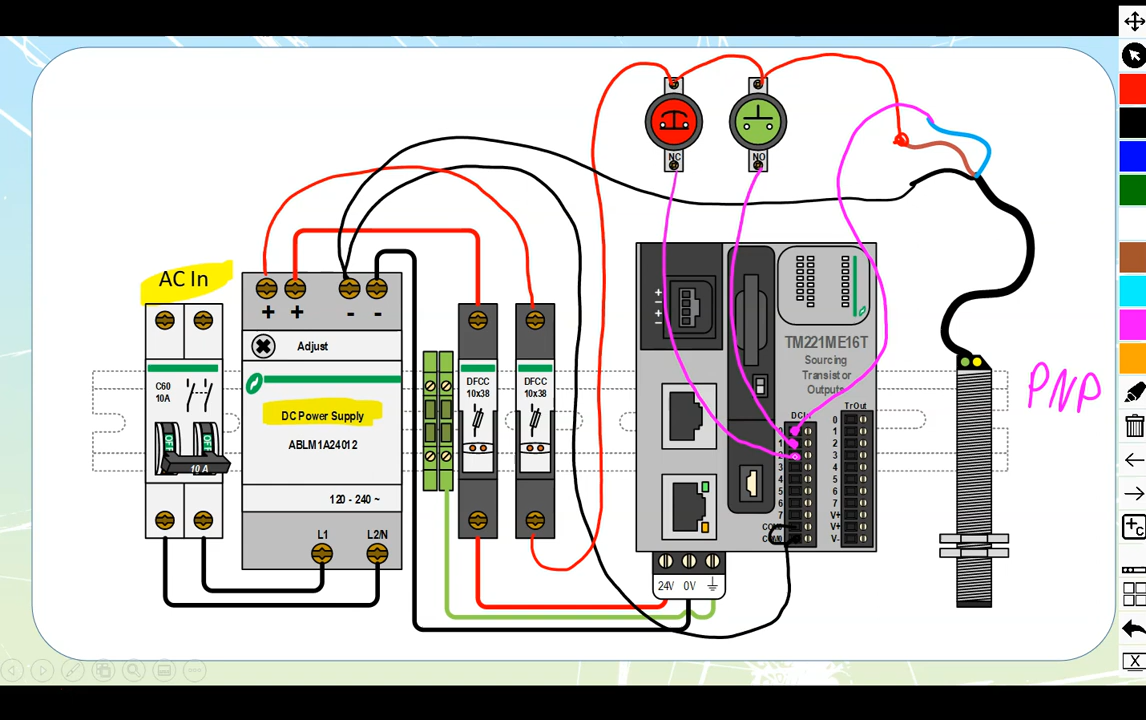 NC
NO
AC In
+ + - -
Adjust
C60
10A
OFF OFF
10 A
DC Power Supply
ABLM1A24012
120 - 240 ~
L1 L2/N
DFCC
10x38
DFCC
10x38
+
-
+
-
TM221ME16T
Sourcing
Transistor
Outputs
DC In
0
1
2
3
4
5
6
7
COM0
COM0
TrOut
0
1
2
3
4
5
6
7
V+
V+
V-
24V 0V
PNP
C
X